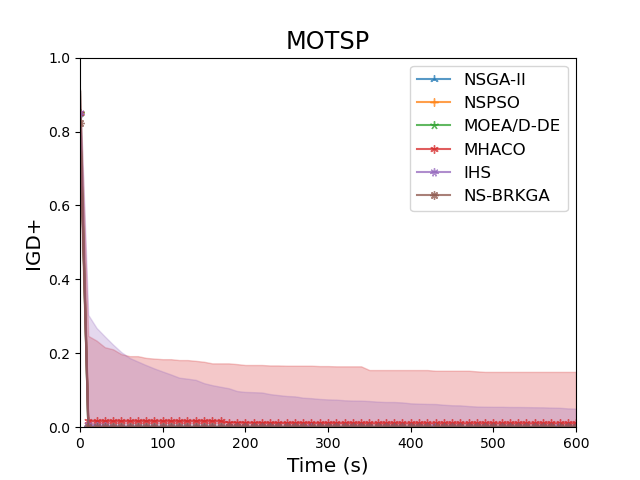 MOTSP
NSGA-II
NSPSO
MOEA/D-DE
MHACO
IHS
NS-BRKGA
IGD+
1.0
0.8
0.6
0.4
0.2
0.0
0 100 200 300 400 500 600
Time (s)